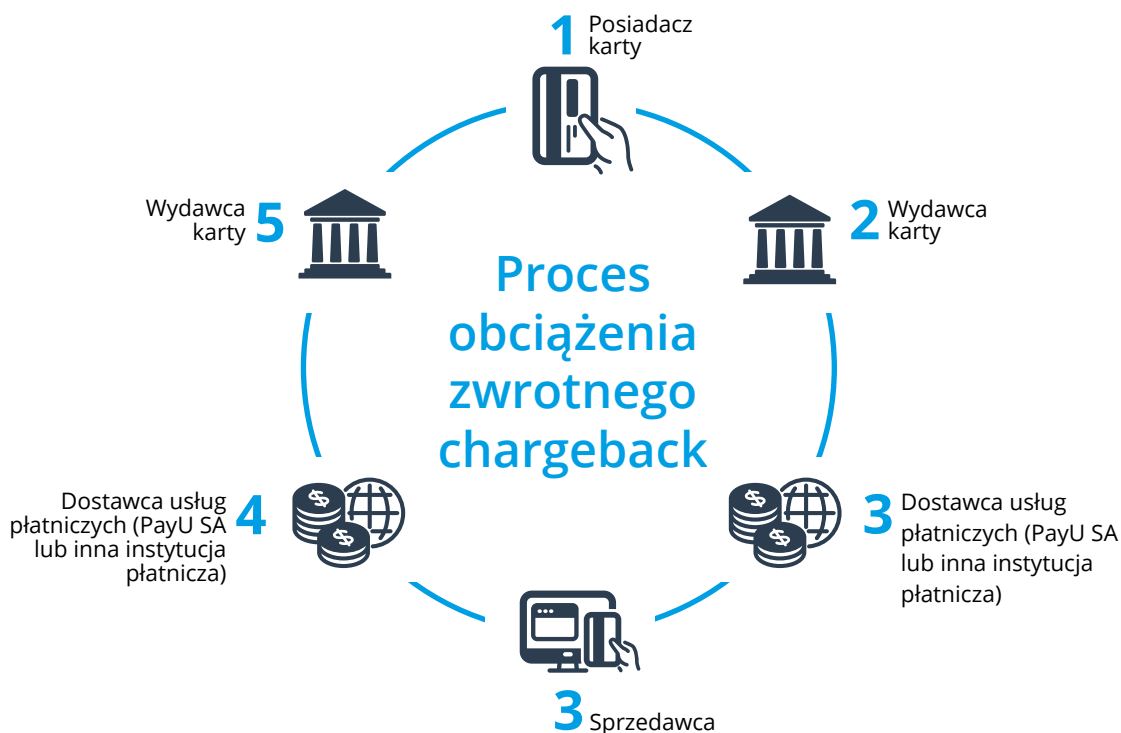 1 Posiadacz
karty
2 Wydawca
karty
3 Dostawca usług
płatniczych (PayU SA
lub inna instytucja
płatnicza)
3 Sprzedawca
Dostawca usług
płatniczych (PayU SA
lub inna instytucja
płatnicza) 4
Wydawca
karty 5
Proces
obciążenia
zwrotnego
chargeback